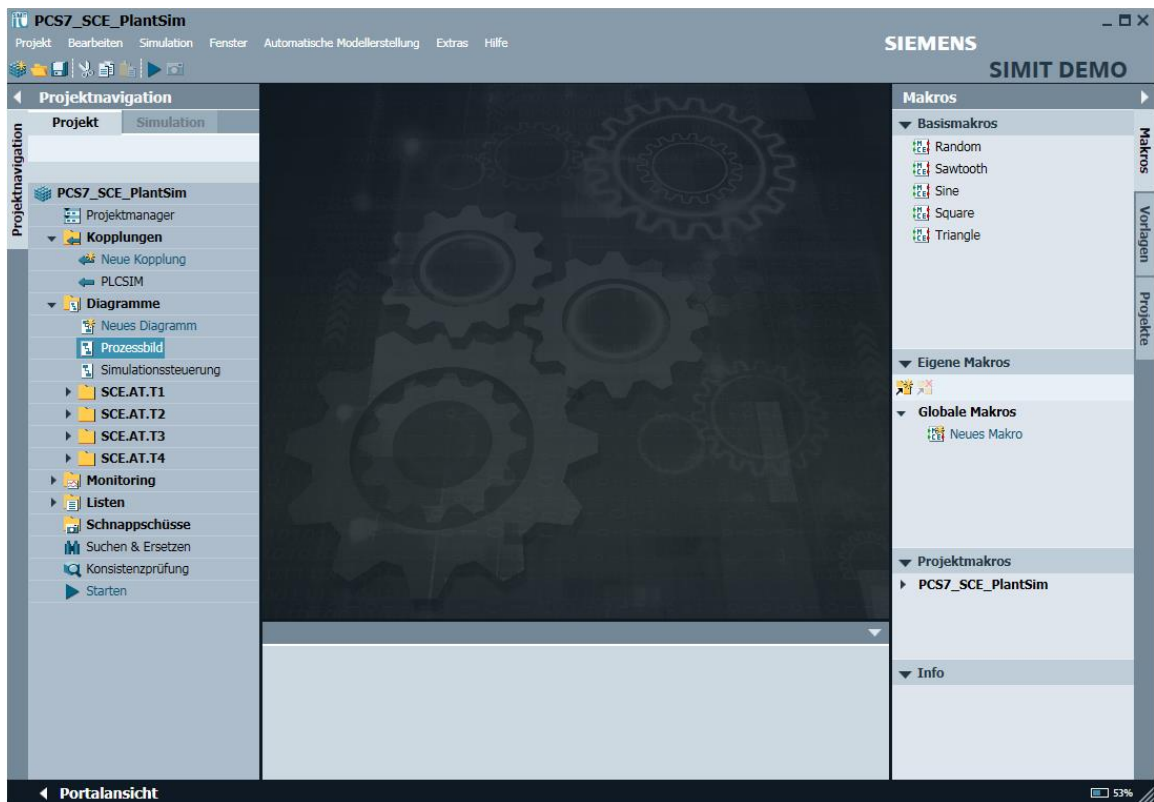 PCS7_SCE_PlantSim
Projekt Bearbeiten Simulation Fenster Automatische Modellerstellung Extras Hilfe
SIEMENS
SIMIT DEMO
Projektnavigation
Projektnavigation
Projekt Simulation
PCS7_SCE_PlantSim
Projektmanager
Kopplungen
Neue Kopplung
PLCSIM
Diagramme
Neues Diagramm
Prozessbild
Simulationssteuerung
SCE.AT.T1
SCE.AT.T2
SCE.AT.T3
SCE.AT.T4
Monitoring
Listen
Schnappschüsse
Suchen & Ersetzen
Konsistenzprüfung
Starten
Makros
Basismakros
Random
Sawtooth
Sine
Square
Triangle
Eigene Makros
Globale Makros
Neues Makro
Projektmakros
PCS7_SCE_PlantSim
Info
Makros
Vorlagen
Projekte
Portalansicht
53%